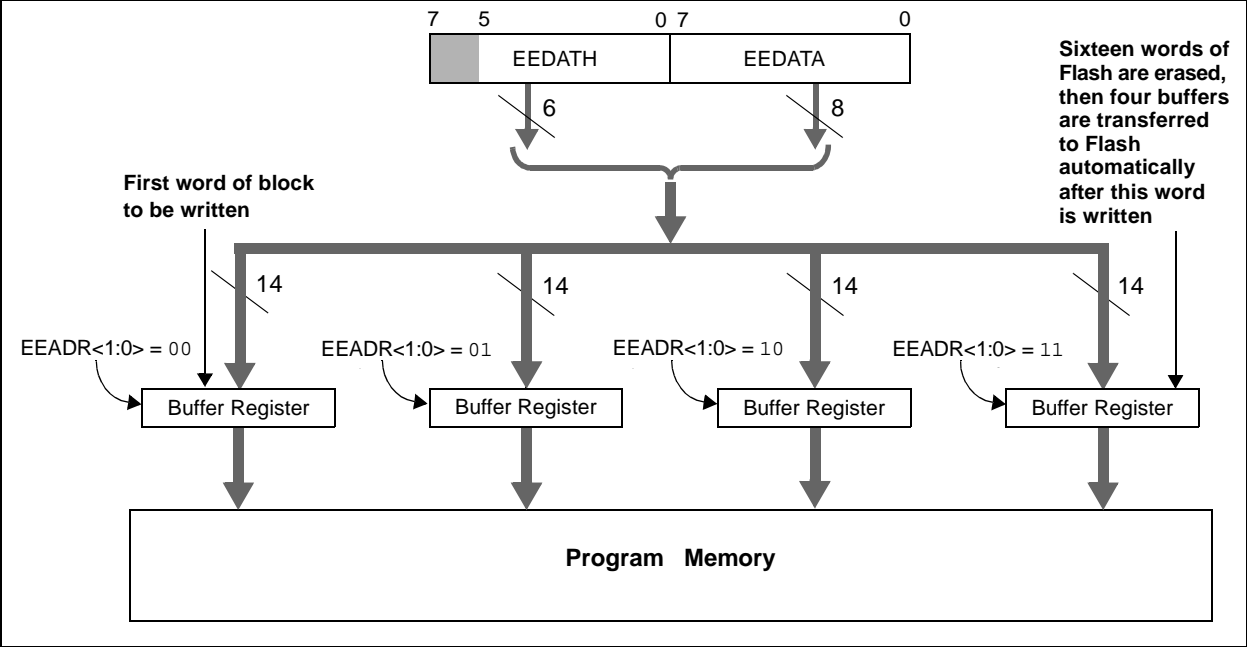 7 5 0 7 0
EEDATH EEDATA
6 8
Sixteen words of
Flash are erased,
then four buffers
are transferred
to Flash
automatically
after this word
is written
First word of block
to be written
14 14 14 14
EEADR<1:0> = 00 EEADR<1:0> = 01 EEADR<1:0> = 10 EEADR<1:0> = 11
Buffer Register Buffer Register Buffer Register Buffer Register
Program Memory